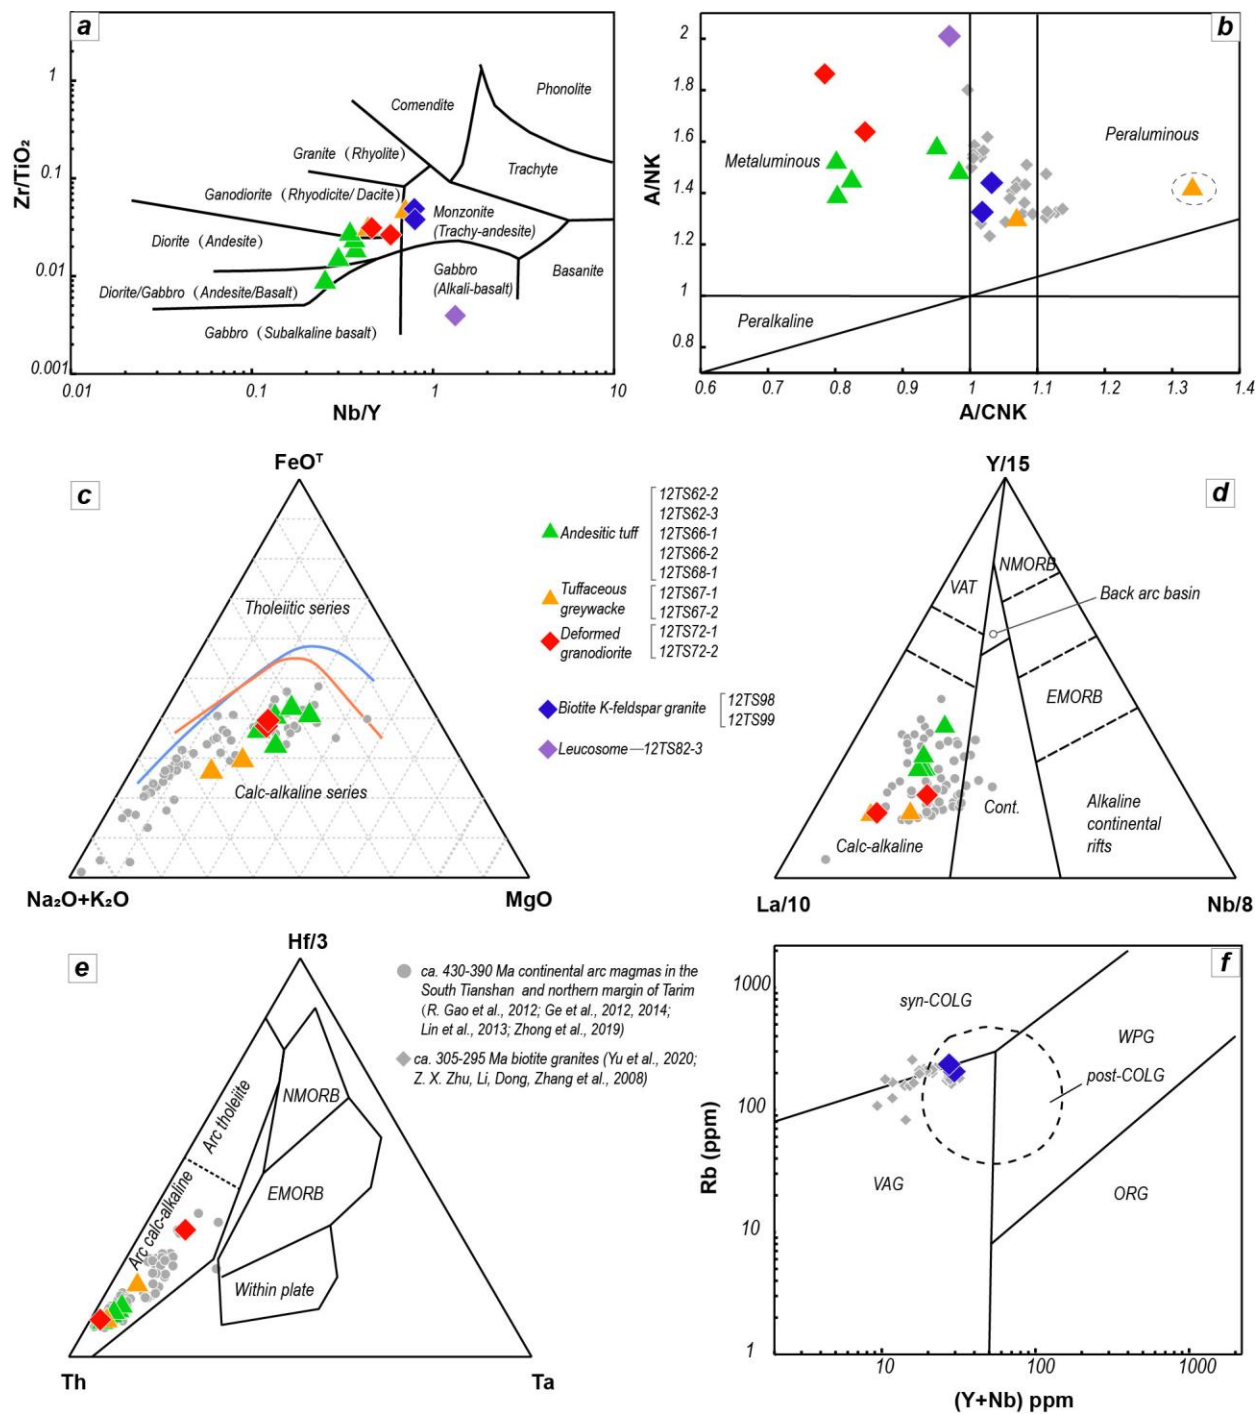 a
Zr/TiO₂
1
0.1
0.01
0.001
0.01
0.1
1
10
Nb/Y
Comendite
Phonolite
Granite (Rhyolite)
Trachyte
Ganodiorite (Rhyodicite/ Dacite)
Monzonite
(Trachy-andesite)
Diorite (Andesite)
Gabbro
(Alkali-basalt)
Basanite
Diorite/Gabbro (Andesite/Basalt)
Gabbro (Subalkaline basalt)
b
A/NK
2
1.8
1.6
1.4
1.2
1
0.8
0.7
0.6
0.7
0.8
0.9
1
1.1
1.2
1.3
1.4
A/CNK
Metaluminous
Peraluminous
Peralkaline
c
FeOᵀ
Tholeiitic series
Calc-alkaline series
Na₂O+K₂O
MgO
Andesitic tuff
12TS62-2
12TS62-3
12TS66-1
12TS66-2
12TS68-1
Tuffaceous
greywacke
12TS67-1
12TS67-2
Deformed
granodiorite
12TS72-1
12TS72-2
Biotite K-feldspar granite
12TS98
12TS99
Leucosome—12TS82-3
d
Y/15
VAT
NMORB
Back arc basin
EMORB
Cont.
Calc-alkaline
Alkaline
continental
rifts
La/10
Nb/8
e
Hf/3
Arc tholeiite
NMORB
Arc calc-alkaline
EMORB
Within plate
Th
Ta
ca. 430-390 Ma continental arc magmas in the
South Tianshan and northern margin of Tarim
(R. Gao et al., 2012; Ge et al., 2012, 2014;
Lin et al., 2013; Zhong et al., 2019)
ca. 305-295 Ma biotite granites (Yu et al., 2020;
Z. X. Zhu, Li, Dong, Zhang et al., 2008)
f
Rb (ppm)
1000
100
10
1
10
100
1000
(Y+Nb) ppm
syn-COLG
WPG
post-COLG
VAG
ORG